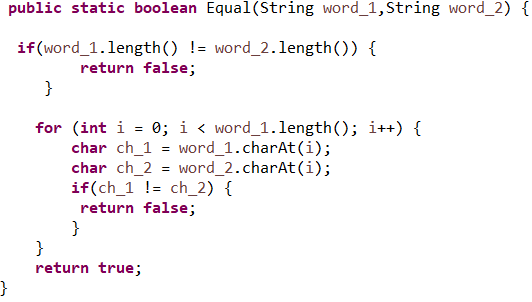 public static boolean Equal(String word_1,String word_2) {
if(word_1.length() != word_2.length()) {
return false;
}
for (int i = 0; i < word_1.length(); i++) {
char ch_1 = word_1.charAt(i);
char ch_2 = word_2.charAt(i);
if(ch_1 != ch_2) {
return false;
}
}
return true;
}